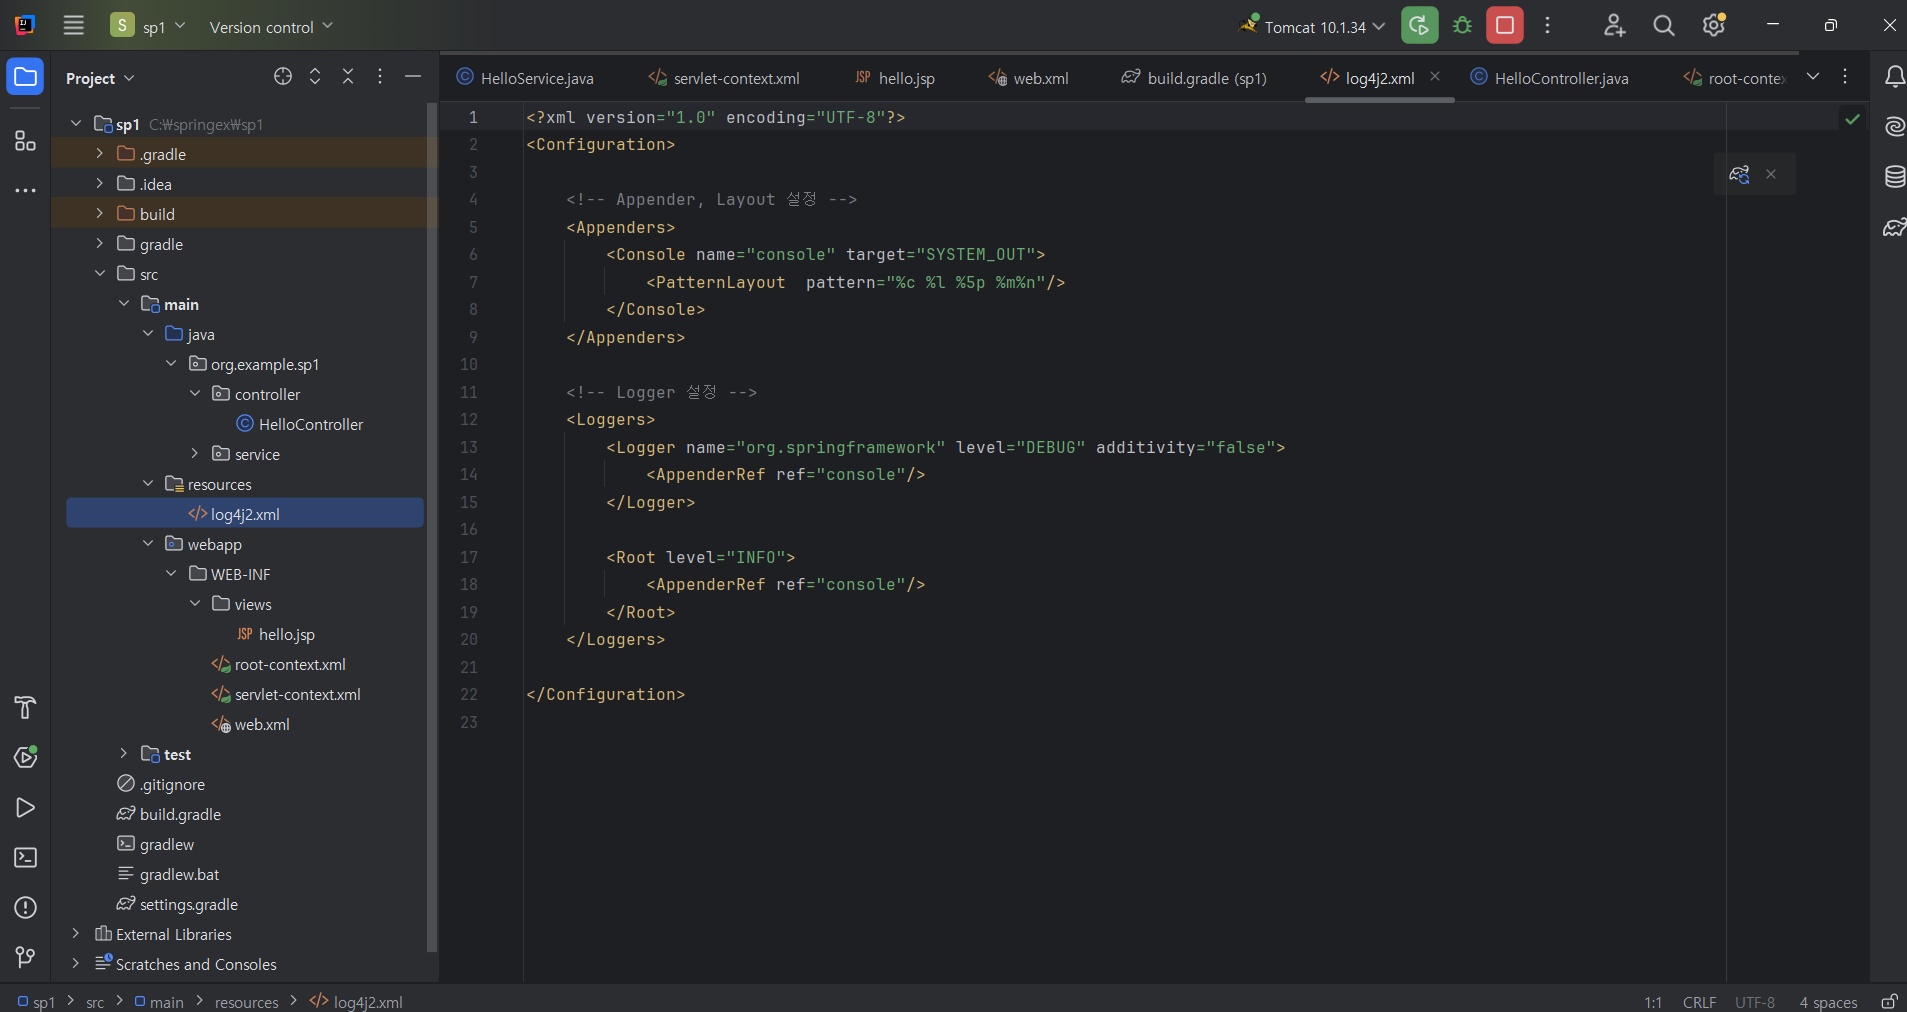 S sp1 Version control Tomcat 10.1.34
Project
HelloService.java servlet-context.xml JSP hello.jsp web.xml build.gradle (sp1) log4j2.xml HelloController.java
sp1 C:₩springex₩sp1
.gradle
.idea
build
gradle
src
main
java
org.example.sp1
controller
HelloController
service
resources
log4j2.xml
webapp
WEB-INF
views
JSP hello.jsp
root-context.xml
servlet-context.xml
web.xml
test
.gitignore
build.gradle
gradlew
gradlew.bat
settings.gradle
External Libraries
Scratches and Consoles
1 <?xml version="1.0" encoding="UTF-8"?>
2 <Configuration>
3
4 <!-- Appender, Layout 설정 -->
5 <Appenders>
6 <Console name="console" target="SYSTEM_OUT">
7 <PatternLayout  pattern="%c %l %5p %m%n"/>
8 </Console>
9 </Appenders>
10
11 <!-- Logger 설정 -->
12 <Loggers>
13 <Logger name="org.springframework" level="DEBUG" additivity="false">
14 <AppenderRef ref="console"/>
15 </Logger>
16
17 <Root level="INFO">
18 <AppenderRef ref="console"/>
19 </Root>
20 </Loggers>
21
22 </Configuration>
23
sp1 > src > main > resources > log4j2.xml 1:1 CRLF UTF-8 4 spaces